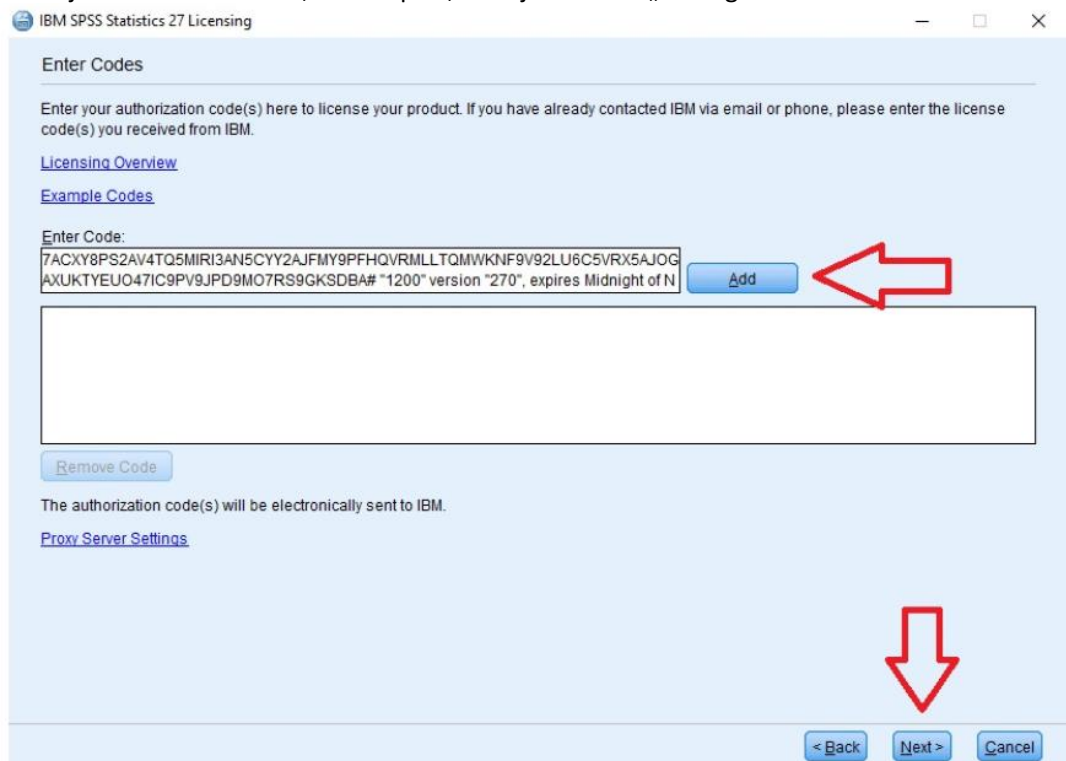 IBM SPSS Statistics 27 Licensing
Enter Codes
Enter your authorization code(s) here to license your product. If you have already contacted IBM via email or phone, please enter the license
code(s) you received from IBM.
Licensing Overview
Example Codes
Enter Code:
7ACXY8PS2AV4TQ5MIRI3AN5CYY2AJFMY9PFHQVRMLLTQMWKNF9V92LU6C5VRX5AJOG
AXUKTYEUO47IC9PV9JPD9MO7RS9GKSDBA# "1200" version "270", expires Midnight of N
Add
Remove Code
The authorization code(s) will be electronically sent to IBM.
Proxy Server Settings
< Back
Next >
Cancel